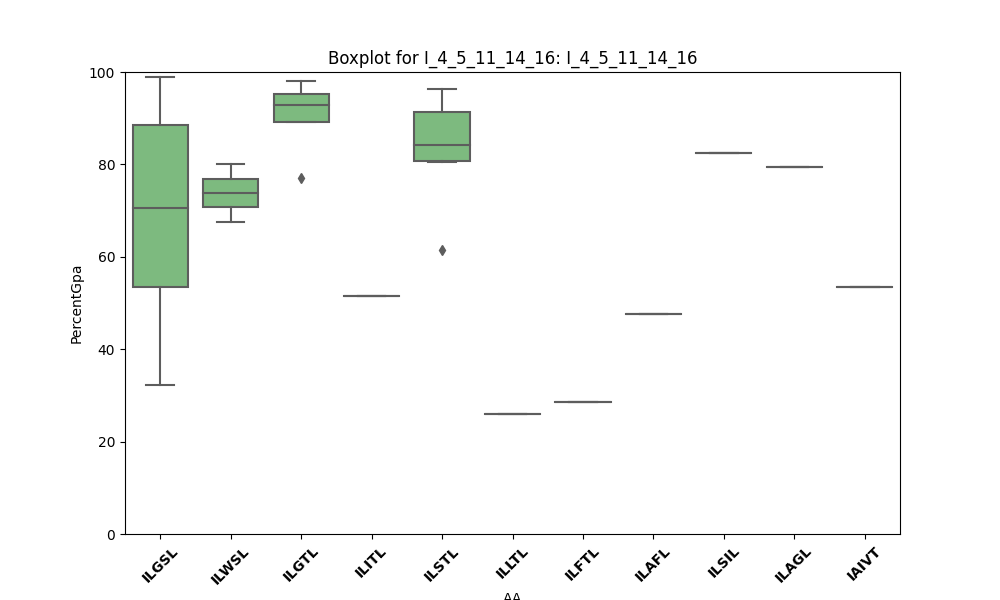 Boxplot for I_4_5_11_14_16: I_4_5_11_14_16
100
80
60
40
20
0
PercentGpa
ILGSL
ILWSL
ILGTL
ILITL
ILSTL
ILLTL
ILFTL
ILAFL
ILSIL
ILAGL
IAIVT
AA